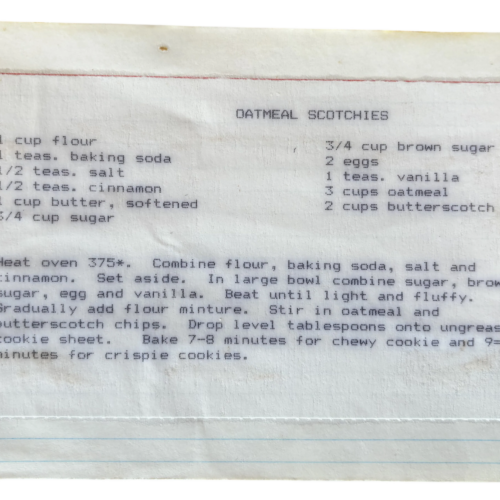 OATMEAL SCOTCHIES
1 cup flour
1 teas. baking soda
1/2 teas. salt
1/2 teas. cinnamon
1 cup butter, softened
3/4 cup sugar
3/4 cup brown sugar
2 eggs
1 teas. vanilla
3 cups oatmeal
2 cups butterscotch
Heat oven 375*. Combine flour, baking soda, salt and
cinnamon. Set aside. In large bowl combine sugar, brow
sugar, egg and vanilla. Beat until light and fluffy.
Gradually add flour minture. Stir in oatmeal and
butterscotch chips. Drop level tablespoons onto ungreas
cookie sheet. Bake 7-8 minutes for chewy cookie and 9=
minutes for crispie cookies.